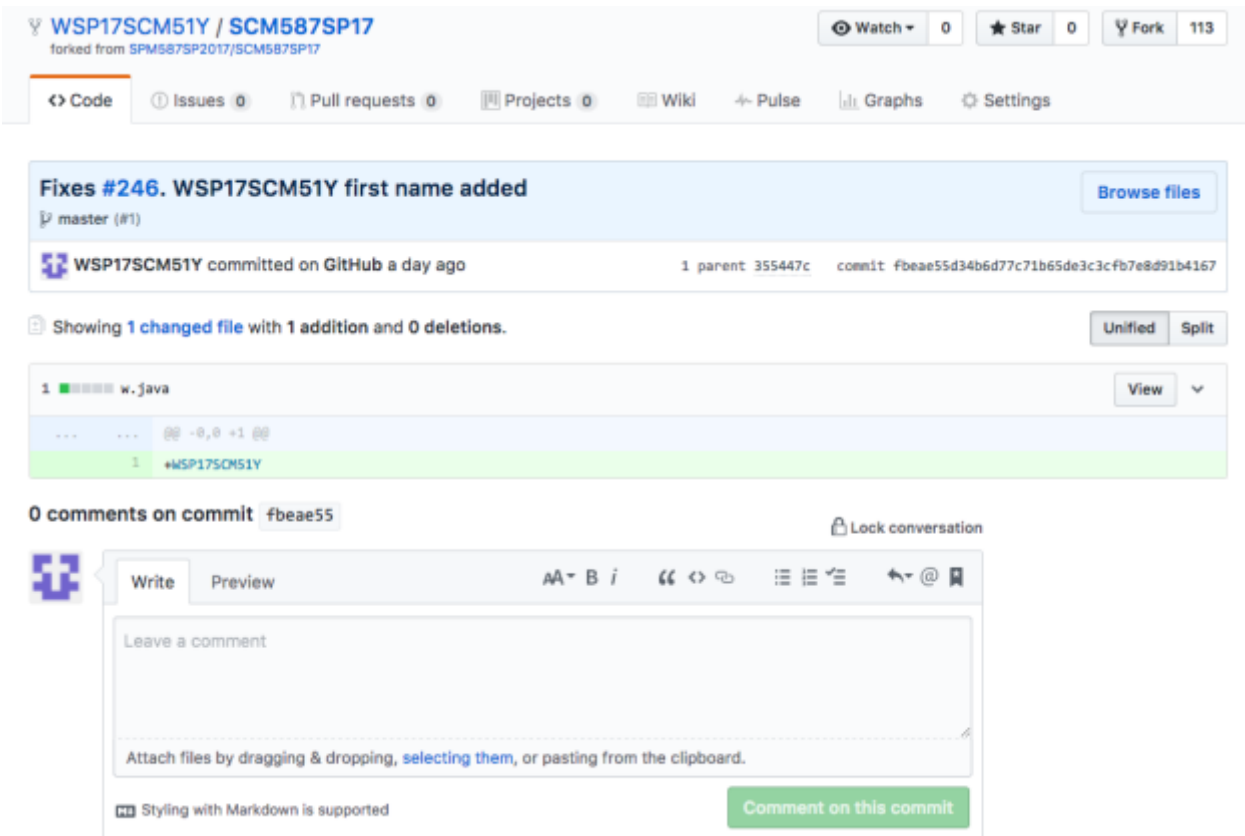 WSP17SCM51Y / SCM587SP17
Watch 0 Star 0 Fork 113
forked from SPM587SP2017/SCM587SP17
Code Issues 0 Pull requests 0 Projects 0 Wiki Pulse Graphs Settings
Fixes #246. WSP17SCM51Y first name added
Browse files
master (#1)
WSP17SCM51Y committed on GitHub a day ago 1 parent 355447c commit fbeae55d34b6d77c71b65de3c3cfb7e8d91b4167
Showing 1 changed file with 1 addition and 0 deletions. Unified Split
1 w.java View
... ... @@ -0,0 +1 @@
1 +WSP17SCM51Y
0 comments on commit fbeae55
Lock conversation
Write Preview AA B i “ <> @
Leave a comment
Attach files by dragging & dropping, selecting them, or pasting from the clipboard.
Styling with Markdown is supported Comment on this commit